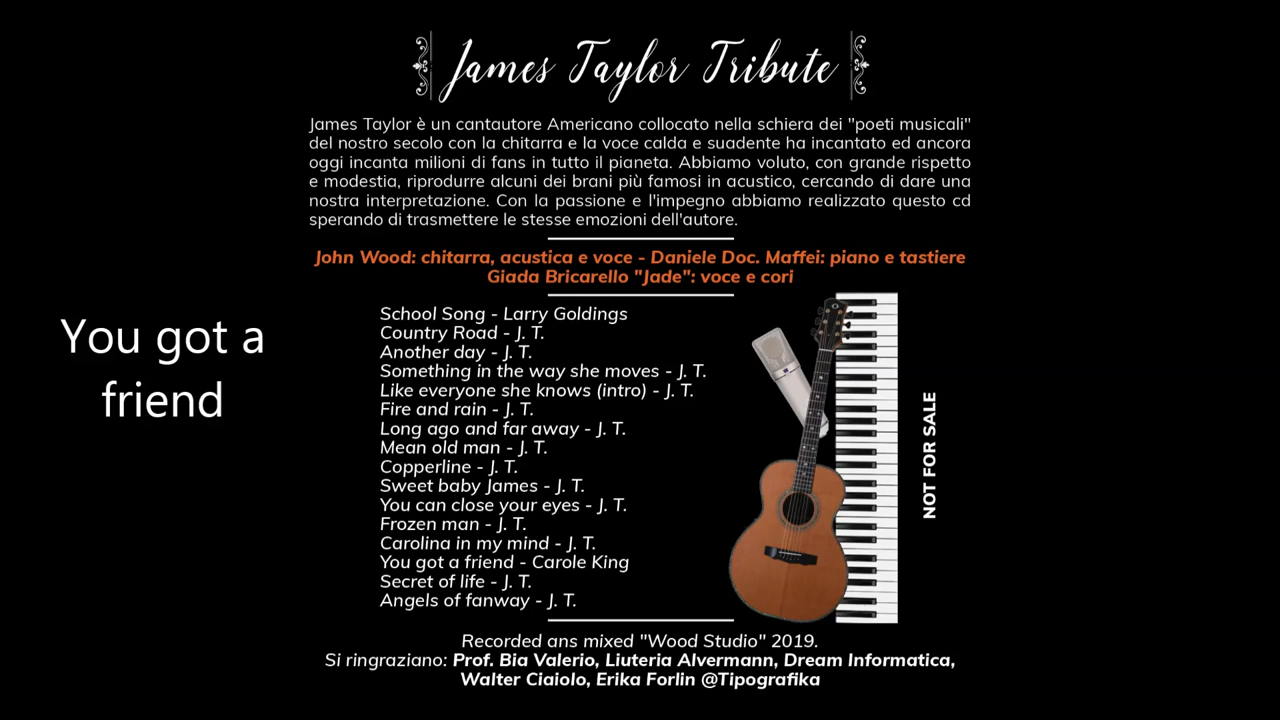 James Taylor Tribute
James Taylor è un cantautore Americano collocato nella schiera dei "poeti musicali"
del nostro secolo con la chitarra e la voce calda e suadente ha incantato ed ancora
oggi incanta milioni di fans in tutto il pianeta. Abbiamo voluto, con grande rispetto
e modestia, riprodurre alcuni dei brani più famosi in acustico, cercando di dare una
nostra interpretazione. Con la passione e l'impegno abbiamo realizzato questo cd
sperando di trasmettere le stesse emozioni dell'autore.
John Wood: chitarra, acustica e voce - Daniele Doc. Maffei: piano e tastiere
Giada Bricarello "Jade": voce e cori
You got a
friend
School Song - Larry Goldings
Country Road - J. T.
Another day - J. T.
Something in the way she moves - J. T.
Like everyone she knows (intro) - J. T.
Fire and rain - J. T.
Long ago and far away - J. T.
Mean old man - J. T.
Copperline - J. T.
Sweet baby James - J. T.
You can close your eyes - J. T.
Frozen man - J. T.
Carolina in my mind - J. T.
You got a friend - Carole King
Secret of life - J. T.
Angels of fanway - J. T.
NOT FOR SALE
Recorded ans mixed "Wood Studio" 2019.
Si ringraziano: Prof. Bia Valerio, Liuteria Alvermann, Dream Informatica,
Walter Ciaiolo, Erika Forlin @Tipografika